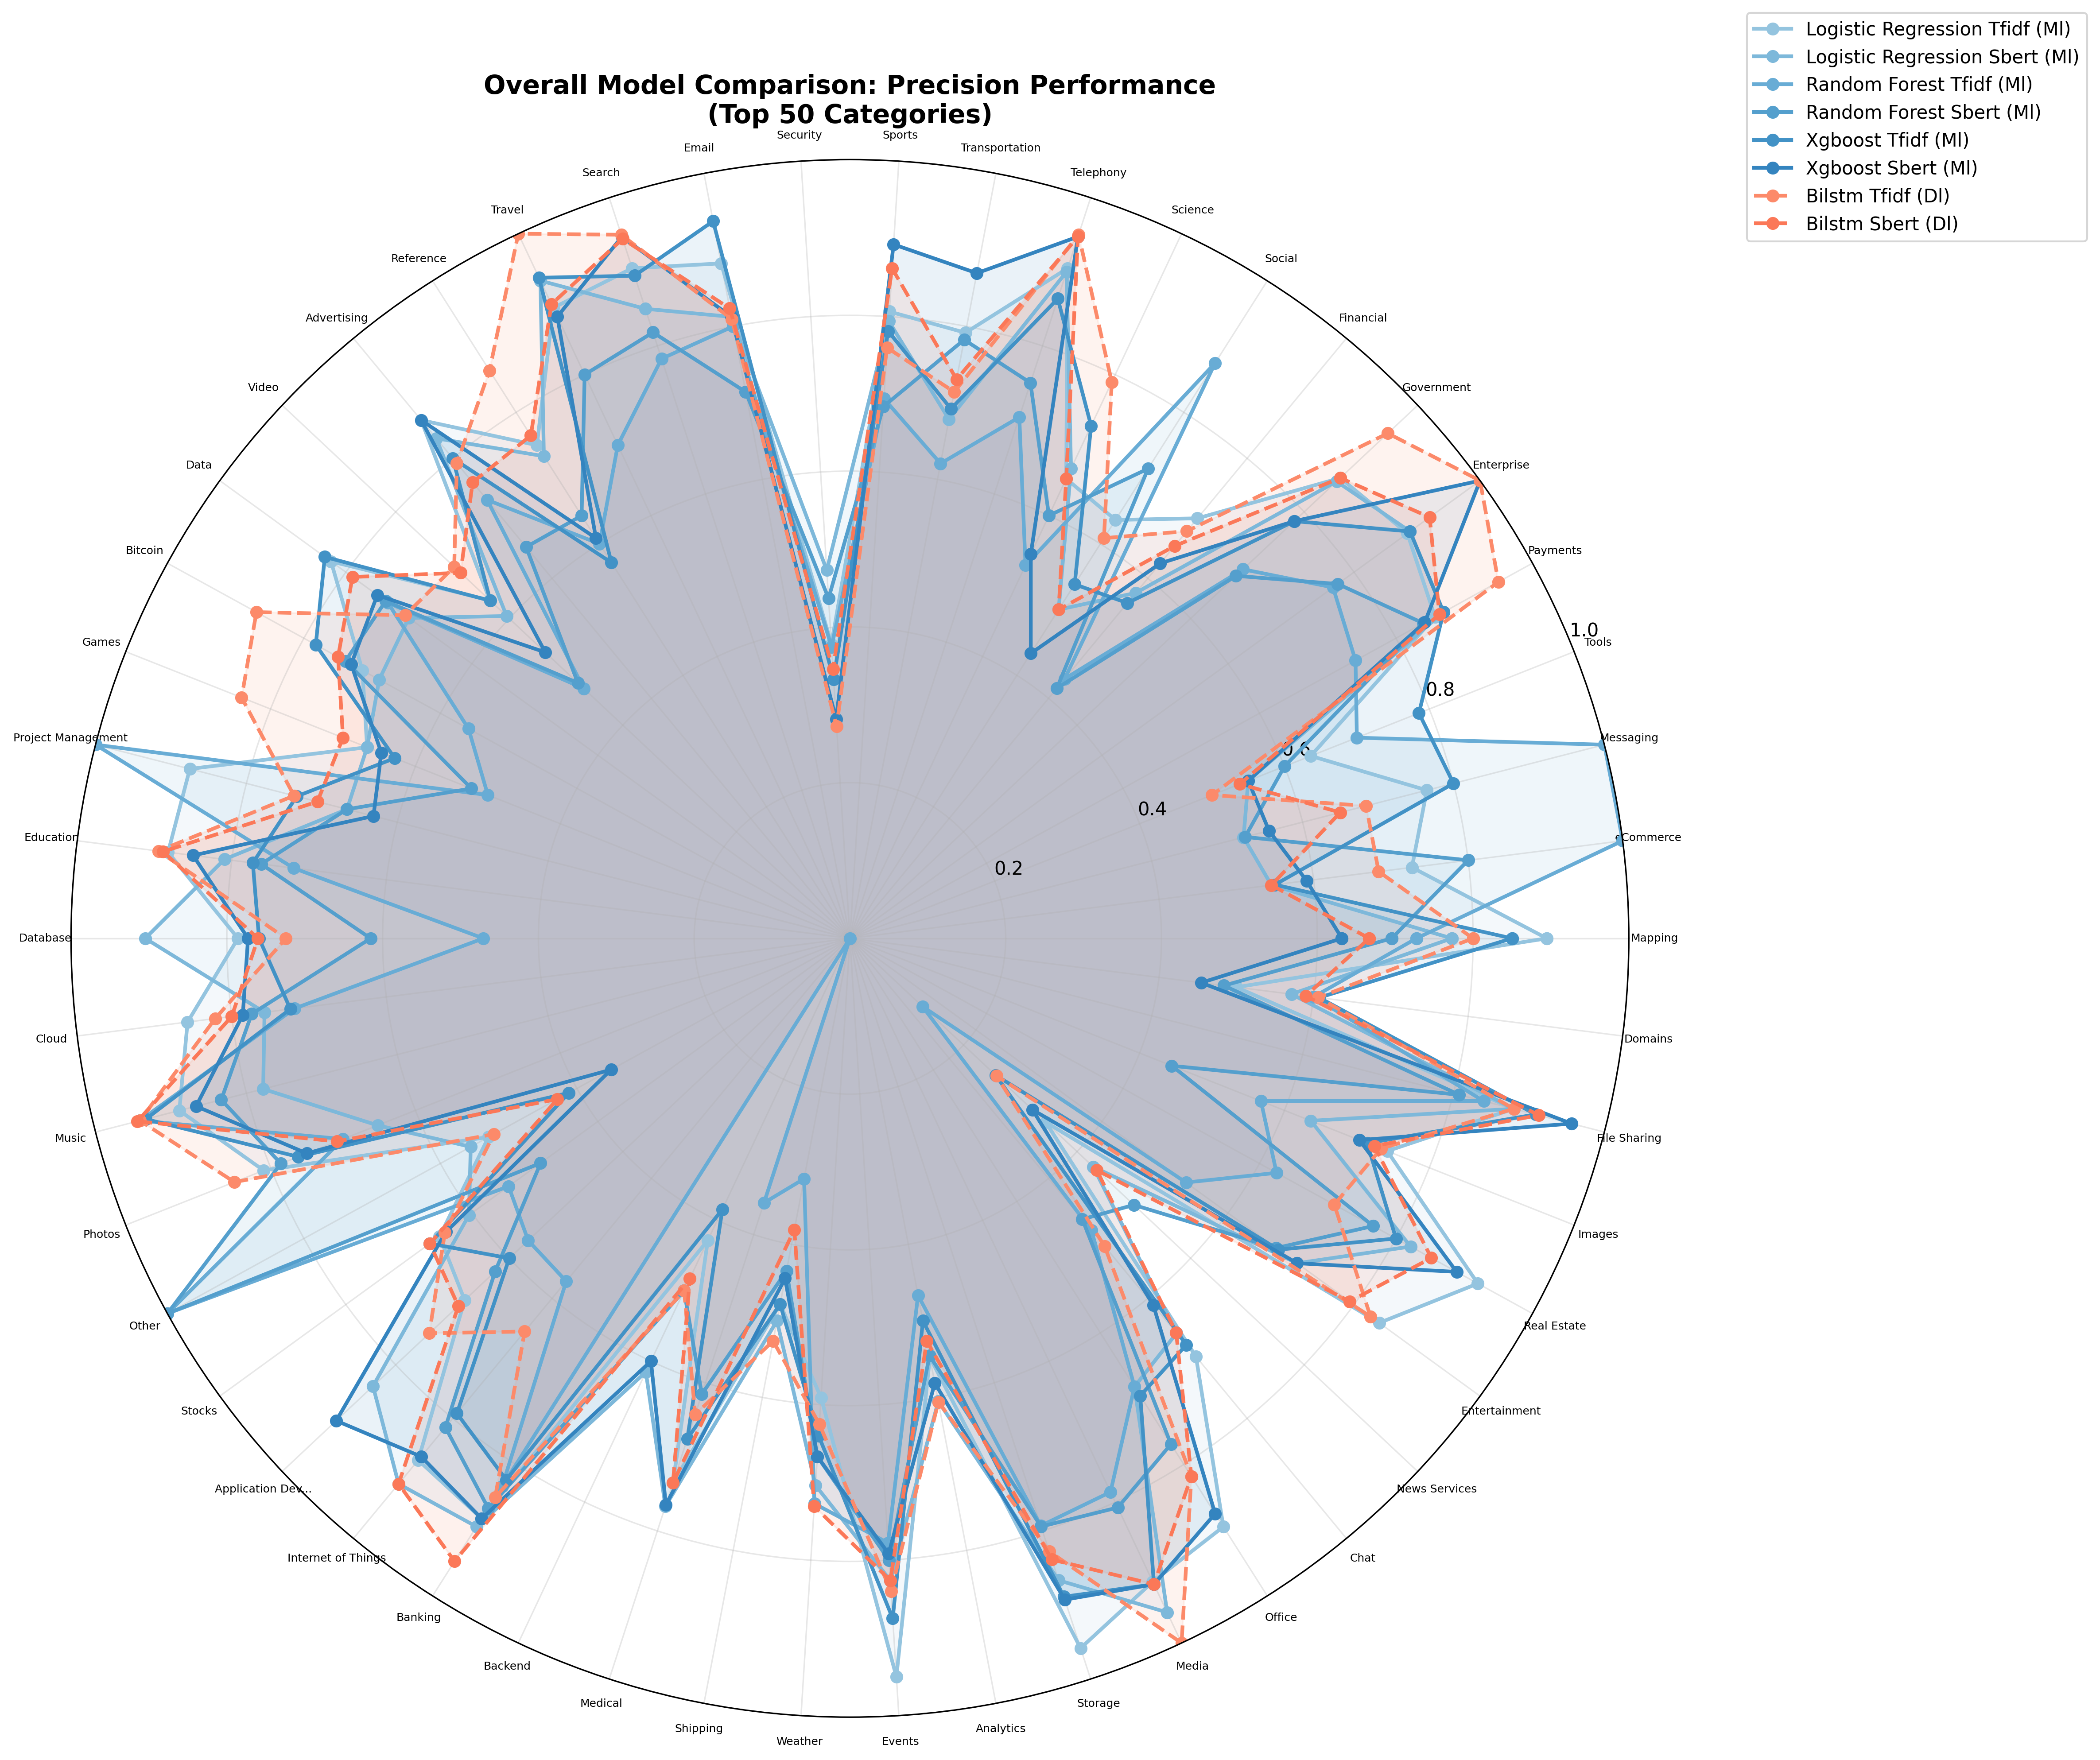 Overall Model Comparison: Precision Performance
(Top 50 Categories)
Logistic Regression Tfidf (Ml)
Logistic Regression Sbert (Ml)
Random Forest Tfidf (Ml)
Random Forest Sbert (Ml)
Xgboost Tfidf (Ml)
Xgboost Sbert (Ml)
Bilstm Tfidf (Dl)
Bilstm Sbert (Dl)
Security
Sports
Email
Transportation
Search
Telephony
Travel
Science
Reference
Social
Advertising
Financial
Video
Government
Data
Enterprise
Bitcoin
Payments
Games
Tools
Project Management
Messaging
Education
eCommerce
Database
Mapping
Cloud
Domains
Music
File Sharing
Photos
Images
Other
Real Estate
Stocks
Entertainment
Application Dev...
News Services
Internet of Things
Chat
Banking
Office
Backend
Media
Medical
Storage
Shipping
Analytics
Weather
Events
1.0
0.8
0.6
0.4
0.2